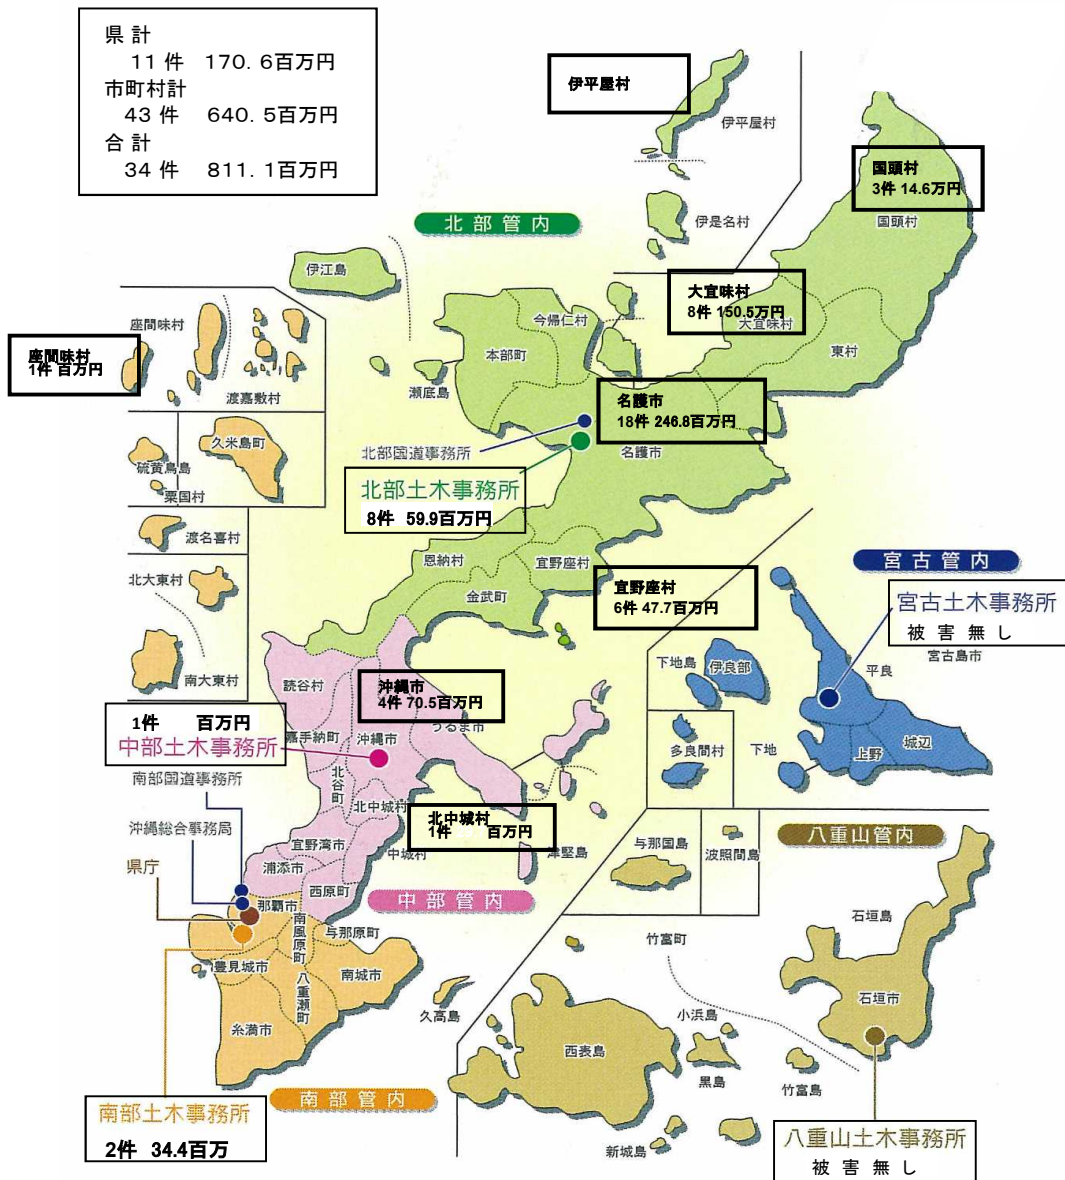 県 計
11 件 170. 6百万円
市町村計
43 件 640. 5百万円
合 計
34 件 811. 1百万円
伊平屋村
伊平屋村
国頭村
3件 14.6万円
国頭村
伊是名村
北部管内
伊江島
大宜味村
8件 150.5万円
大宜味村
今帰仁村
東村
本部町
瀬底島
座間味村
座間味村
1件 百万円
渡嘉敷村
名護市
18件 246.8百万円
名護市
北部国道事務所
北部土木事務所
8件 59.9百万円
久米島町
硫黄鳥島
粟国村
渡名喜村
北大東村
南大東村
恩納村
宜野座村
金武町
宜野座村
6件 47.7百万円
宮古管内
宮古土木事務所
被 害 無 し
宮古島市
下地島
伊良部
平良
多良間村
下地
上野
城辺
読谷村
沖縄市
4件 70.5百万円
うるま市
1件 百万円
中部土木事務所
嘉手納町
沖縄市
北谷町
南部国道事務所
北中城村
北中城村
1件 百万円
沖縄総合事務局
宜野湾市
中城村
津堅島
県庁
浦添市
西原町
中部管内
那覇市
南風原町
与那原町
豊見城市
八重瀬町
南城市
糸満市
久高島
南部管内
南部土木事務所
2件 34.4百万
与那国島
波照間島
八重山管内
石垣島
竹富町
石垣市
小浜島
西表島
黒島
竹富島
新城島
八重山土木事務所
被 害 無 し